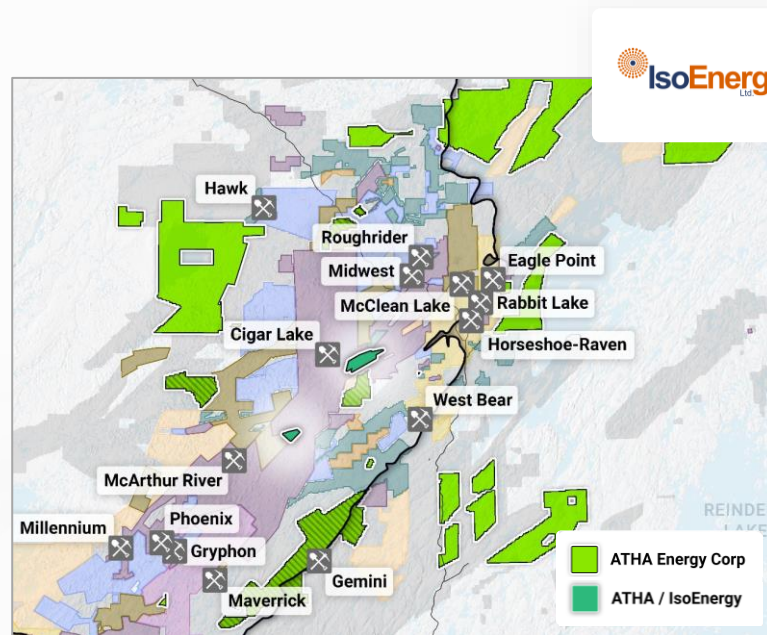 IsoEnerg
Ltd.
Hawk
Roughrider
Midwest
Eagle Point
McClean Lake
Rabbit Lake
Cigar Lake
Horseshoe-Raven
West Bear
McArthur River
Phoenix
Millennium
Gryphon
Gemini
Maverrick
REINDE
LAKE
ATHA Energy Corp
ATHA / IsoEnergy